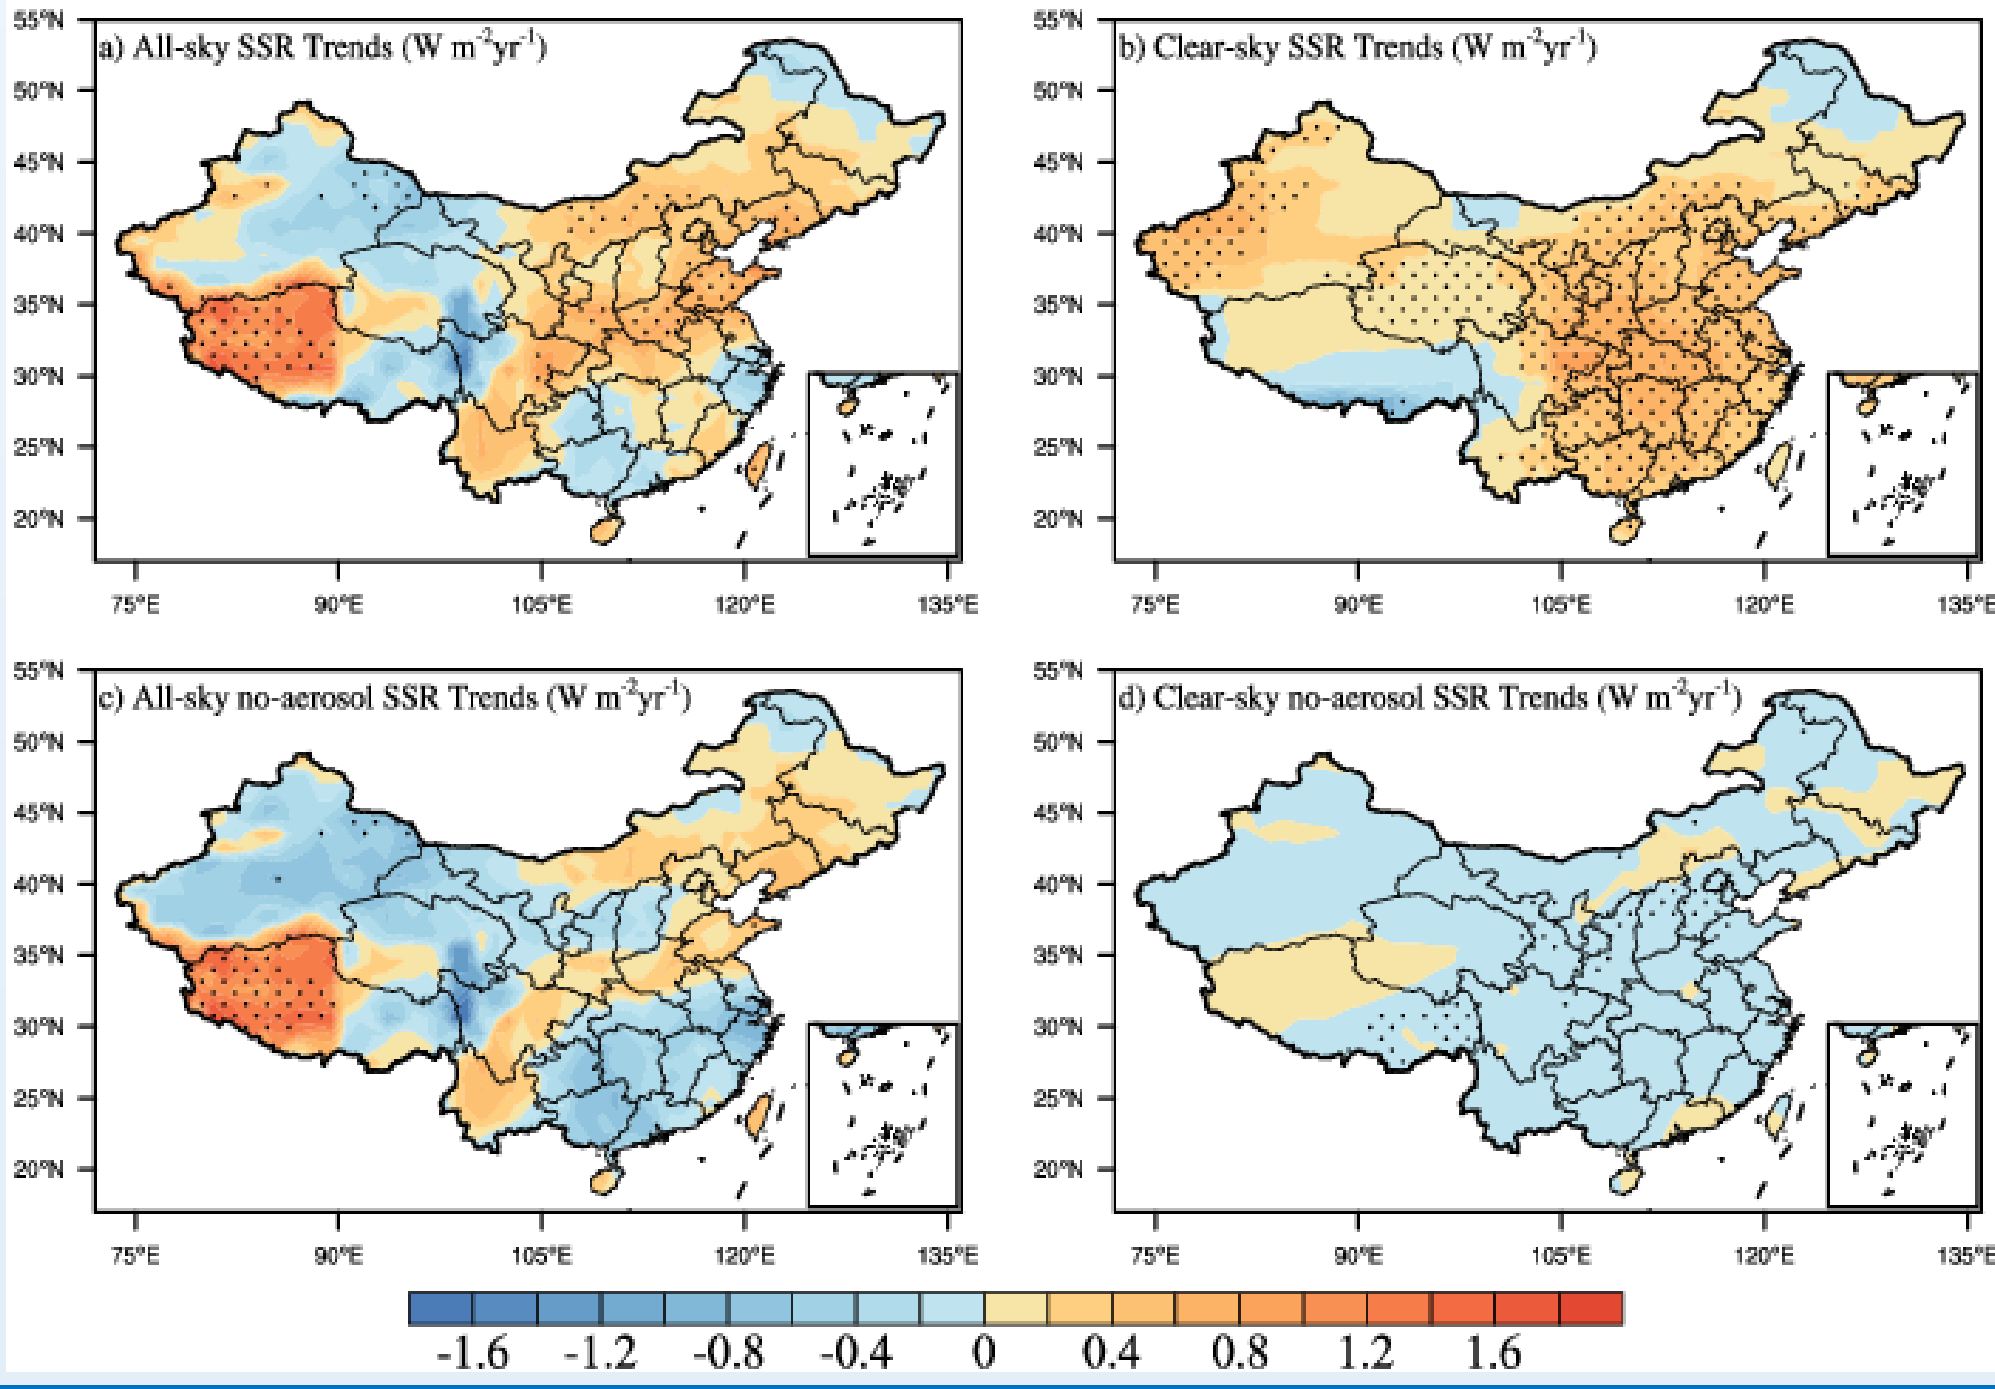 a) All-sky SSR Trends (W m⁻²yr⁻¹)
55°N
50°N
45°N
40°N
35°N
30°N
25°N
20°N
75°E 90°E 105°E 120°E 135°E
b) Clear-sky SSR Trends (W m⁻²yr⁻¹)
55°N
50°N
45°N
40°N
35°N
30°N
25°N
20°N
75°E 90°E 105°E 120°E 135°E
c) All-sky no-aerosol SSR Trends (W m⁻²yr⁻¹)
55°N
50°N
45°N
40°N
35°N
30°N
25°N
20°N
75°E 90°E 105°E 120°E 135°E
d) Clear-sky no-aerosol SSR Trends (W m⁻²yr⁻¹)
55°N
50°N
45°N
40°N
35°N
30°N
25°N
20°N
75°E 90°E 105°E 120°E 135°E
-1.6 -1.2 -0.8 -0.4 0 0.4 0.8 1.2 1.6